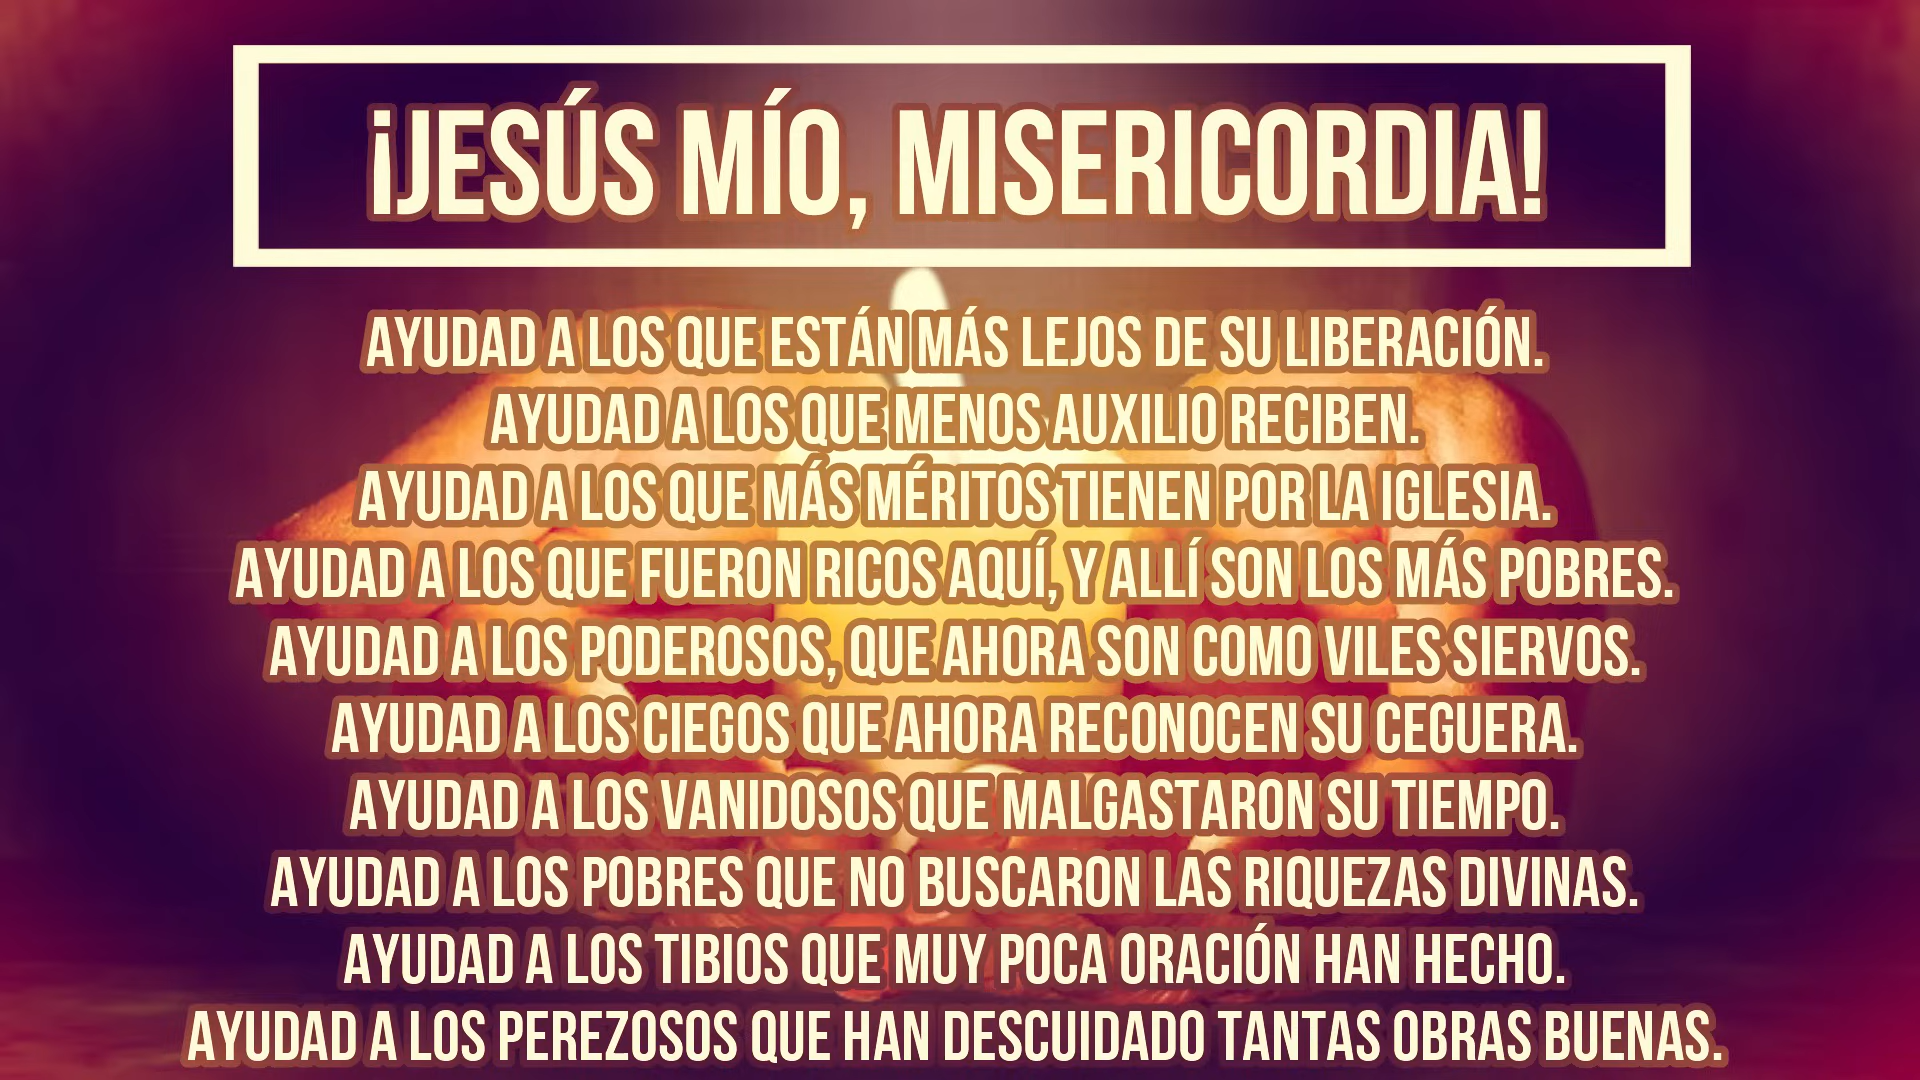 ¡JESÚS MÍO, MISERICORDIA!
AYUDAD A LOS QUE ESTÁN MÁS LEJOS DE SU LIBERACIÓN.
AYUDAD A LOS QUE MENOS AUXILIO RECIBEN.
AYUDAD A LOS QUE MÁS MÉRITOS TIENEN POR LA IGLESIA.
AYUDAD A LOS QUE FUERON RICOS AQUÍ, Y ALLÍ SON LOS MÁS POBRES.
AYUDAD A LOS PODEROSOS, QUE AHORA SON COMO VILES SIERVOS.
AYUDAD A LOS CIEGOS QUE AHORA RECONOCEN SU CEGUERA.
AYUDAD A LOS VANIDOSOS QUE MALGASTARON SU TIEMPO.
AYUDAD A LOS POBRES QUE NO BUSCARON LAS RIQUEZAS DIVINAS.
AYUDAD A LOS TIBIOS QUE MUY POCA ORACIÓN HAN HECHO.
AYUDAD A LOS PEREZOSOS QUE HAN DESCUIDADO TANTAS OBRAS BUENAS.